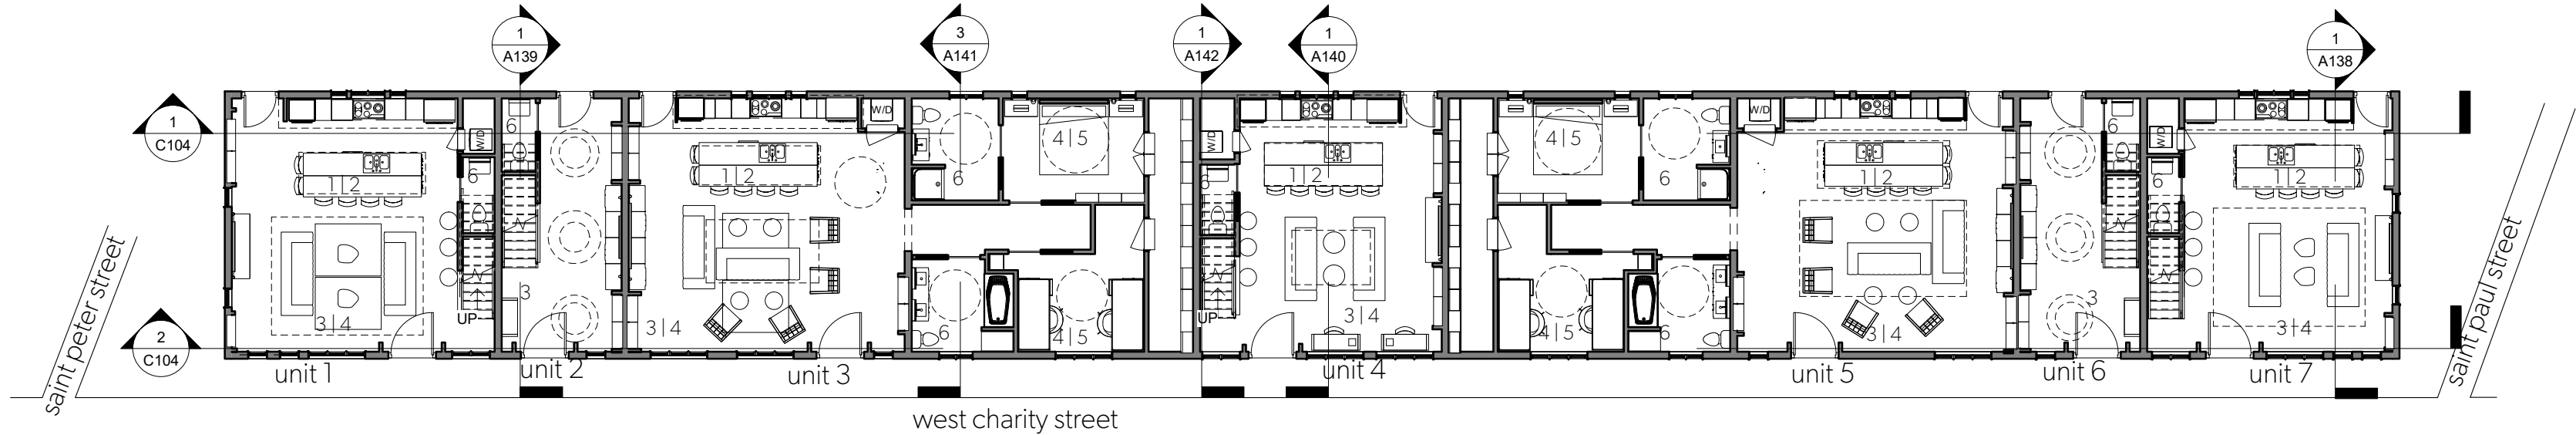 1
A139
3
A141
1
A142
1
A140
1
A138
1
C104
2
C104
W/D
6
1|2
6
3|4
UP
3
W/D
1|2
3|4
6
4|5
6
4|5
W/D
6
1|2
3|4
UP
4|5
6
4|5
6
W/D
1|2
3|4
6
3
W/D
6
1|2
3|4
unit 1
unit 2
unit 3
unit 4
unit 5
unit 6
unit 7
saint peter street
west charity street
saint paul street